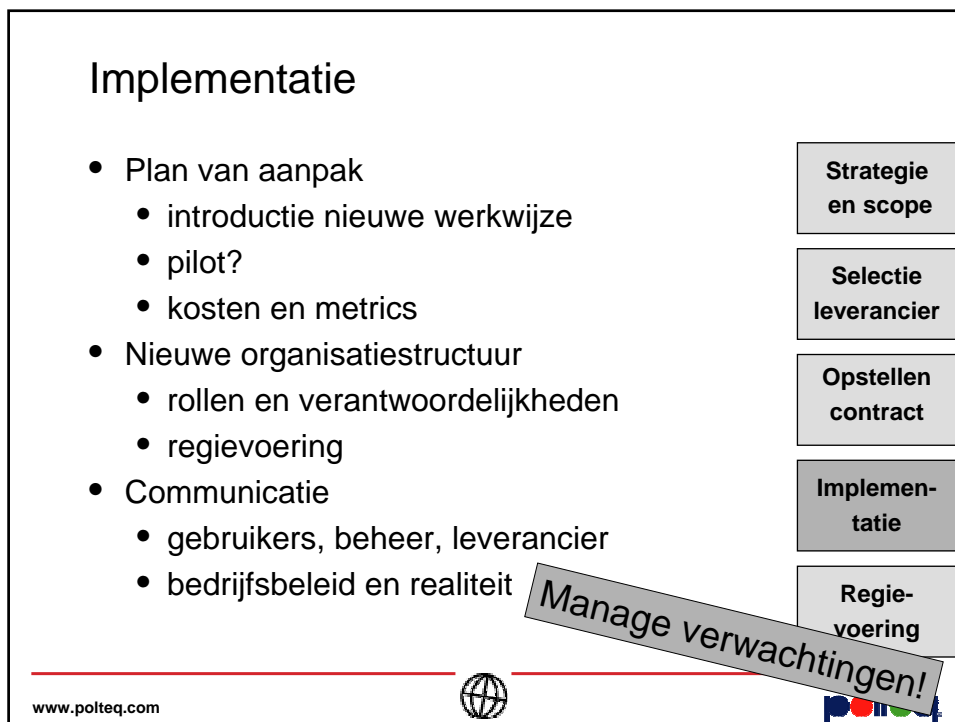 Implementatie
• Plan van aanpak
• introductie nieuwe werkwijze
• pilot?
• kosten en metrics
• Nieuwe organisatiestructuur
• rollen en verantwoordelijkheden
• regievoering
• Communicatie
• gebruikers, beheer, leverancier
• bedrijfsbeleid en realiteit
Manage verwachtingen!
Strategie
en scope
Selectie
leverancier
Opstellen
contract
Implemen-
tatie
Regie-
voering
www.polteq.com
polteq